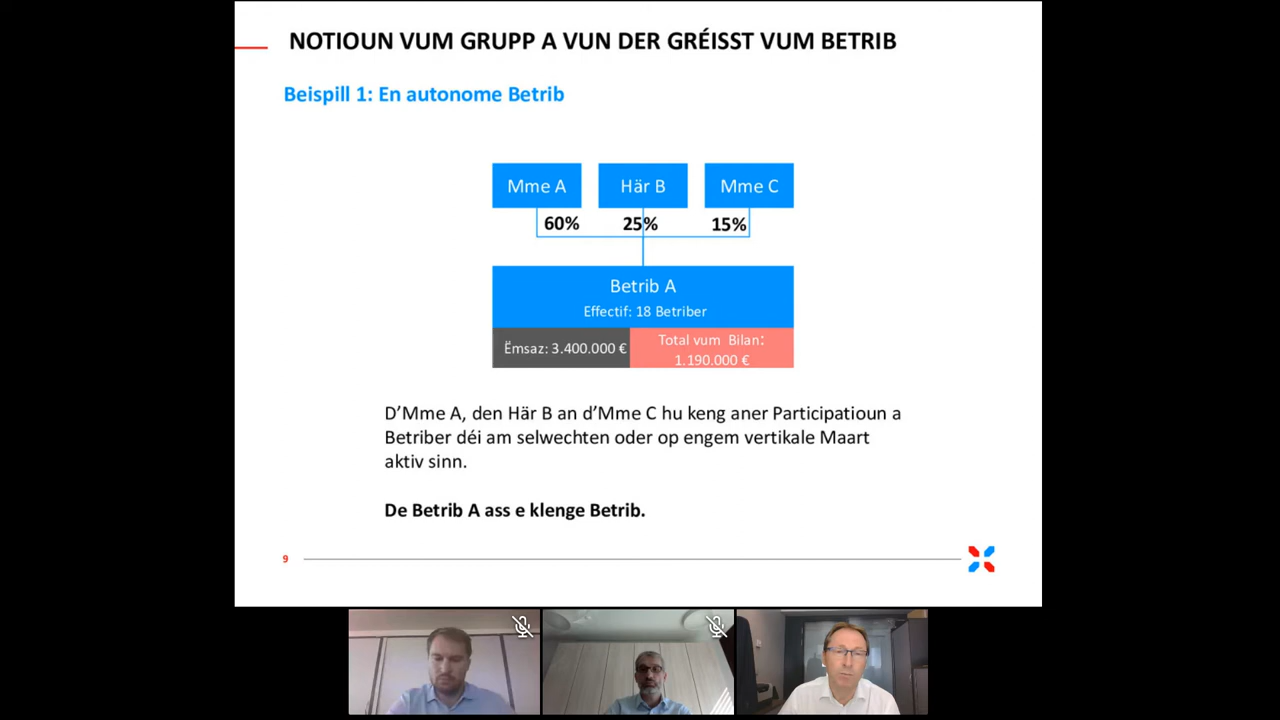 NOTIOUN VUM GRUPP A VUN DER GRÉISST VUM BETRIB
Beispill 1: En autonome Betrib
Mme A
Här B
Mme C
60%
25%
15%
Betrib A
Effectif: 18 Betriber
Ëmsaz: 3.400.000 €
Total vum Bilan:
1.190.000 €
D’Mme A, den Här B an d’Mme C hu keng aner Participatioun a
Betriber déi am selwechten oder op engem vertikale Maart
aktiv sinn.
De Betrib A ass e klenge Betrib.
9